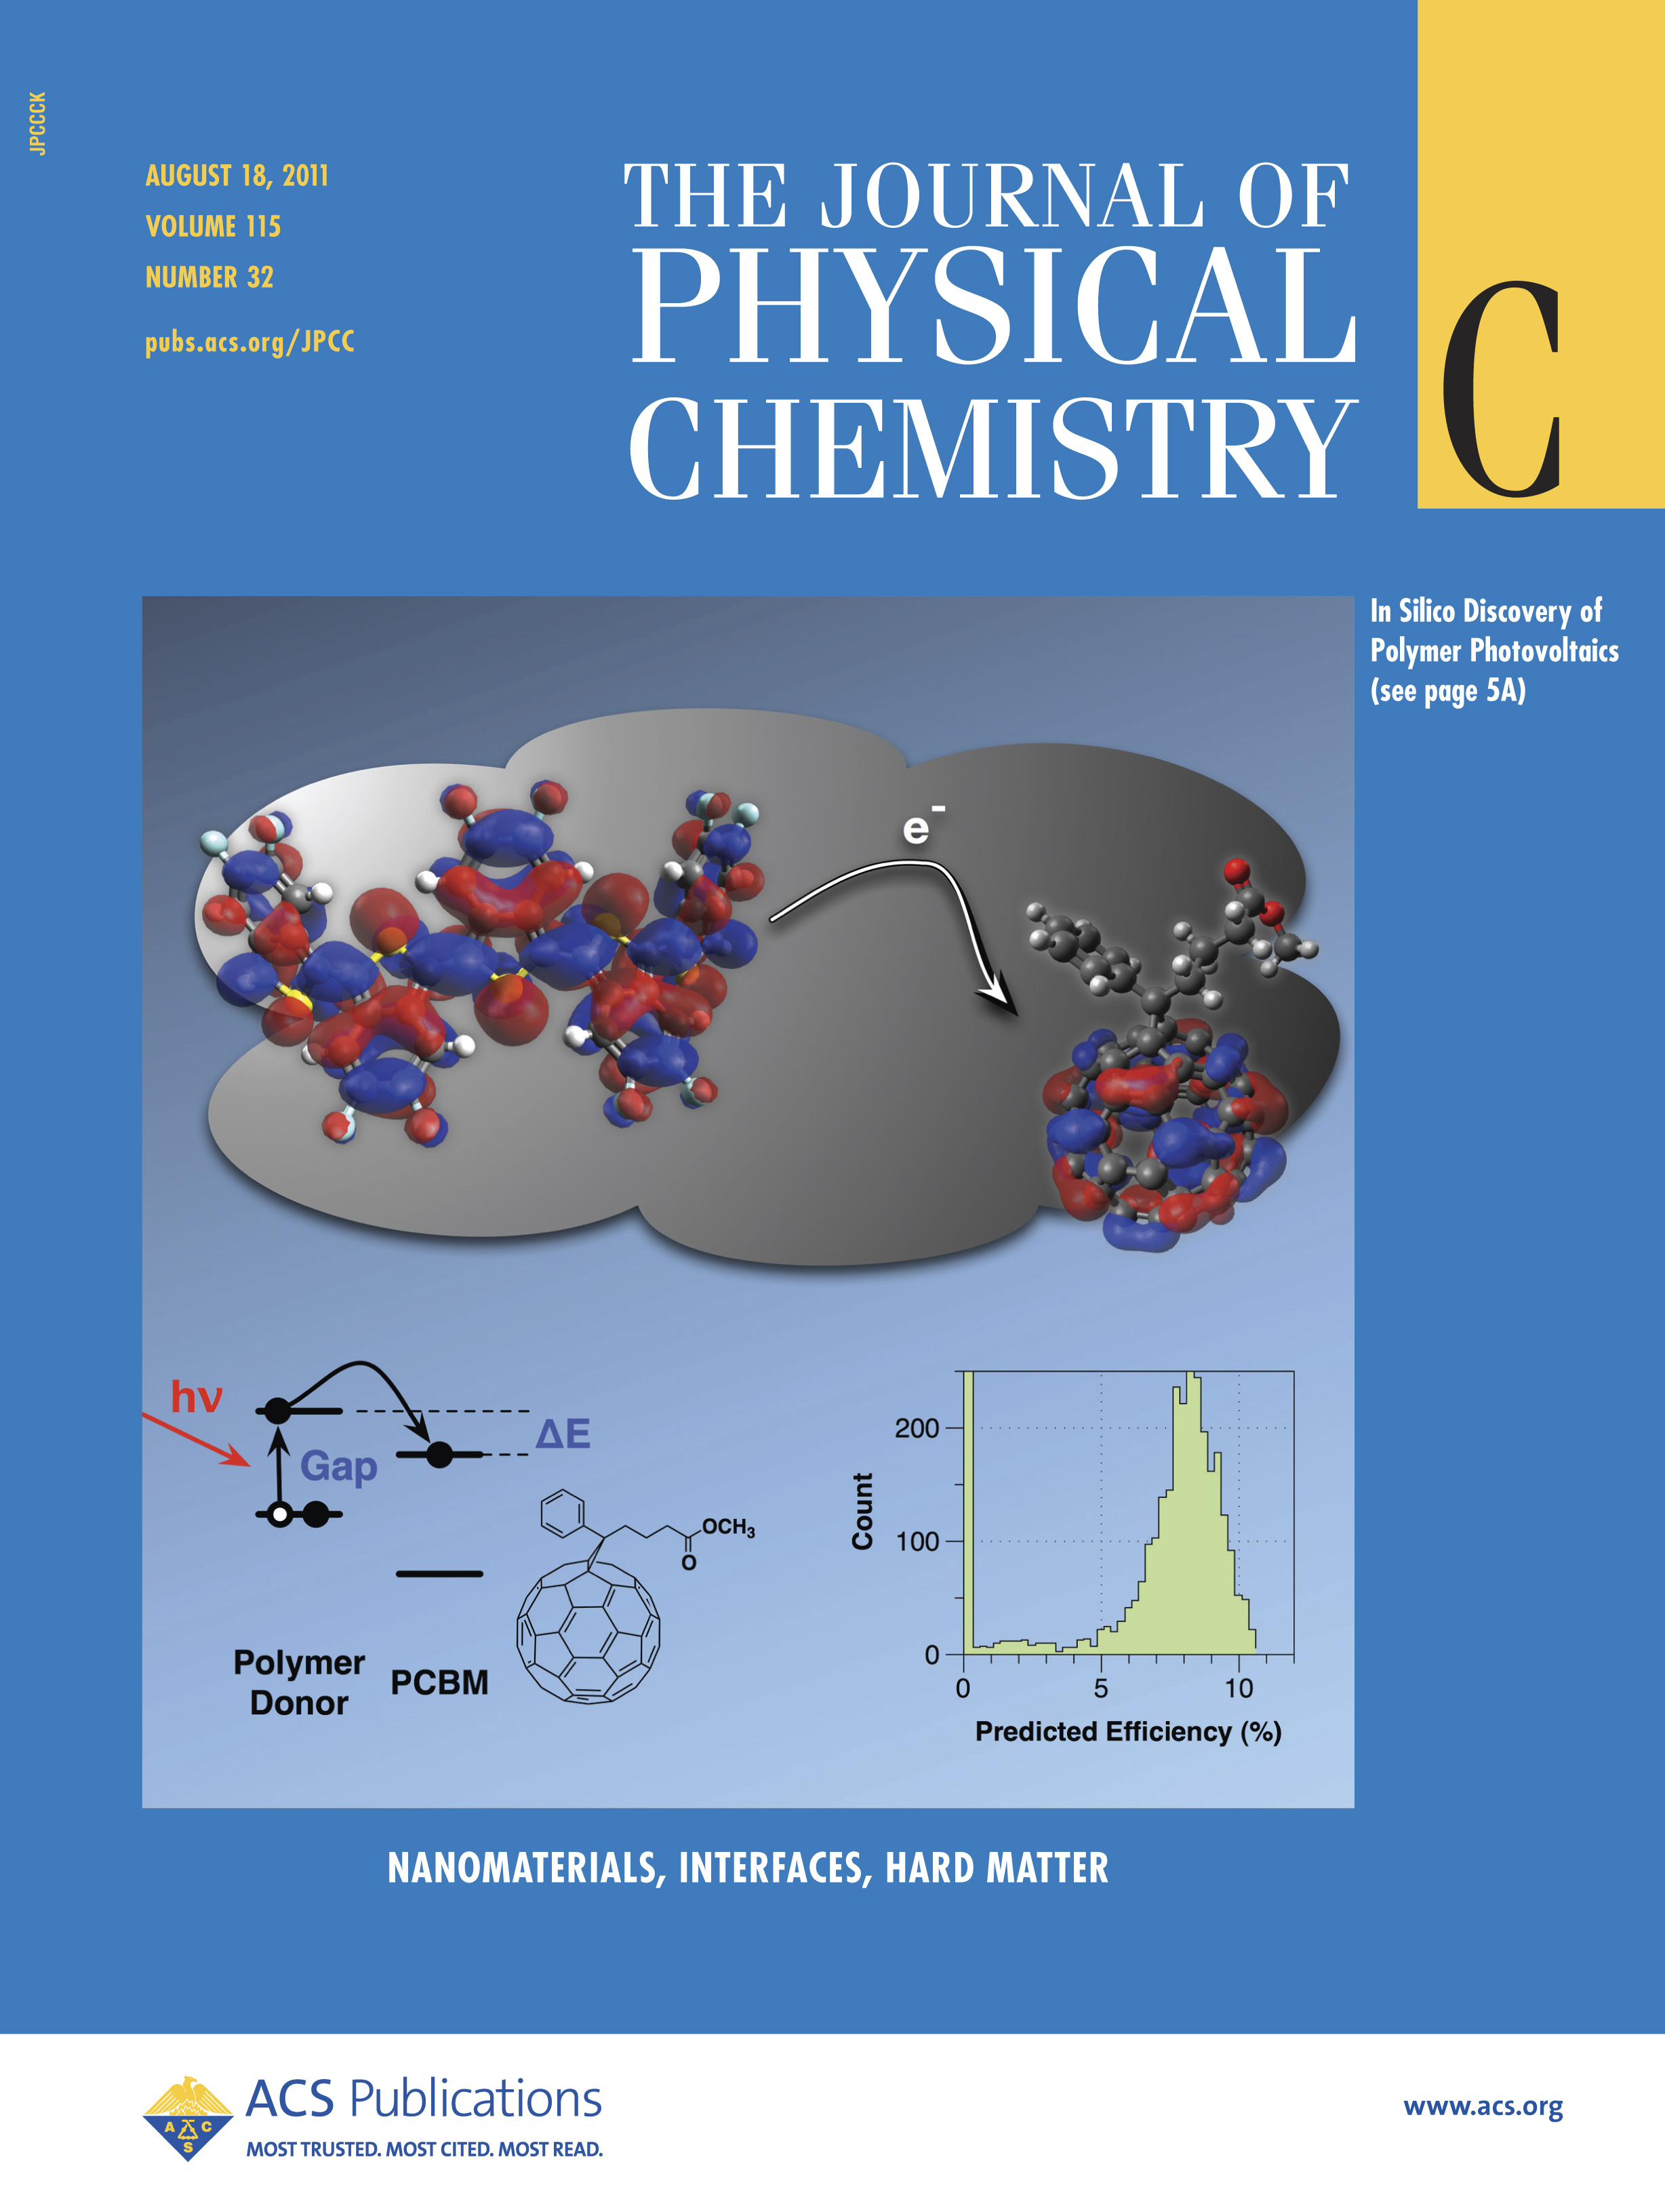 JPCCCK
AUGUST 18, 2011
VOLUME 115
NUMBER 32
pubs.acs.org/JPCC
THE JOURNAL OF
PHYSICAL
CHEMISTRY
C
In Silico Discovery of
Polymer Photovoltaics
(see page 5A)
e-
hν
Gap
ΔE
OCH3
O
Polymer
Donor
PCBM
Count
200
100
0
0 5 10
Predicted Efficiency (%)
NANOMATERIALS, INTERFACES, HARD MATTER
A C
S
ACS Publications
MOST TRUSTED. MOST CITED. MOST READ.
www.acs.org